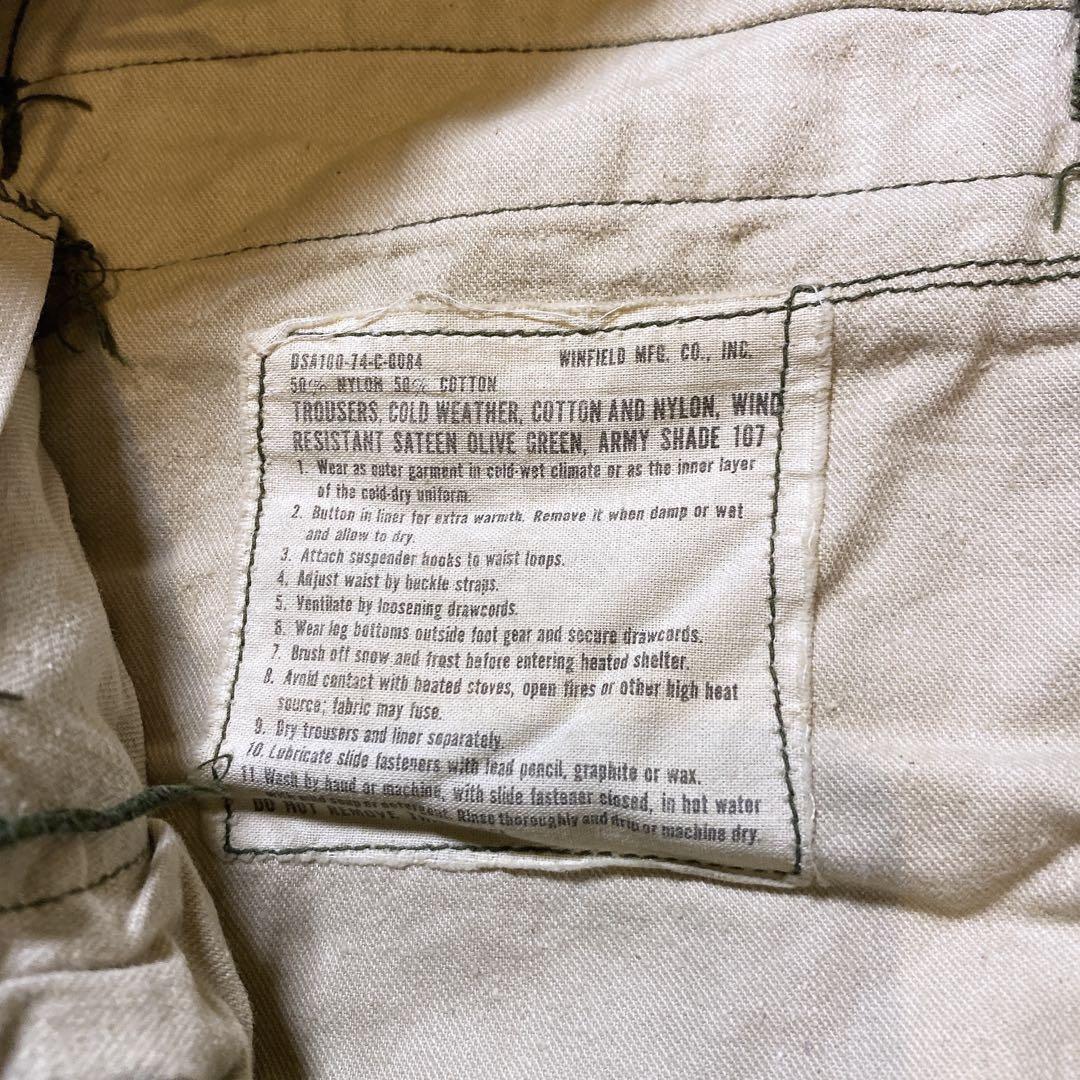 DSA100-74-C-0084 WINFIELD MFG. CO., INC.
50% NYLON 50% COTTON
TROUSERS, COLD WEATHER, COTTON AND NYLON, WIND
RESISTANT SATEEN OLIVE GREEN, ARMY SHADE 107
1. Wear as outer garment in cold-wet climate or as the inner layer
of the cold-dry uniform.
2. Button in liner for extra warmth. Remove it when damp or wet
and allow to dry.
3. Attach suspender hooks to waist loops.
4. Adjust waist by buckle straps.
5. Ventilate by loosening drawcords.
6. Wear leg bottoms outside foot gear and secure drawcords.
7. Brush off snow and frost before entering heated shelter.
8. Avoid contact with heated stoves, open fires or other high heat
source; fabric may fuse.
9. Dry trousers and liner separately.
10. Lubricate slide fasteners with lead pencil, graphite or wax.
11. Wash by hand or machine, with slide fastener closed, in hot water
soap or detergent. Rinse thoroughly and drip or machine dry.
DO NOT REMOVE